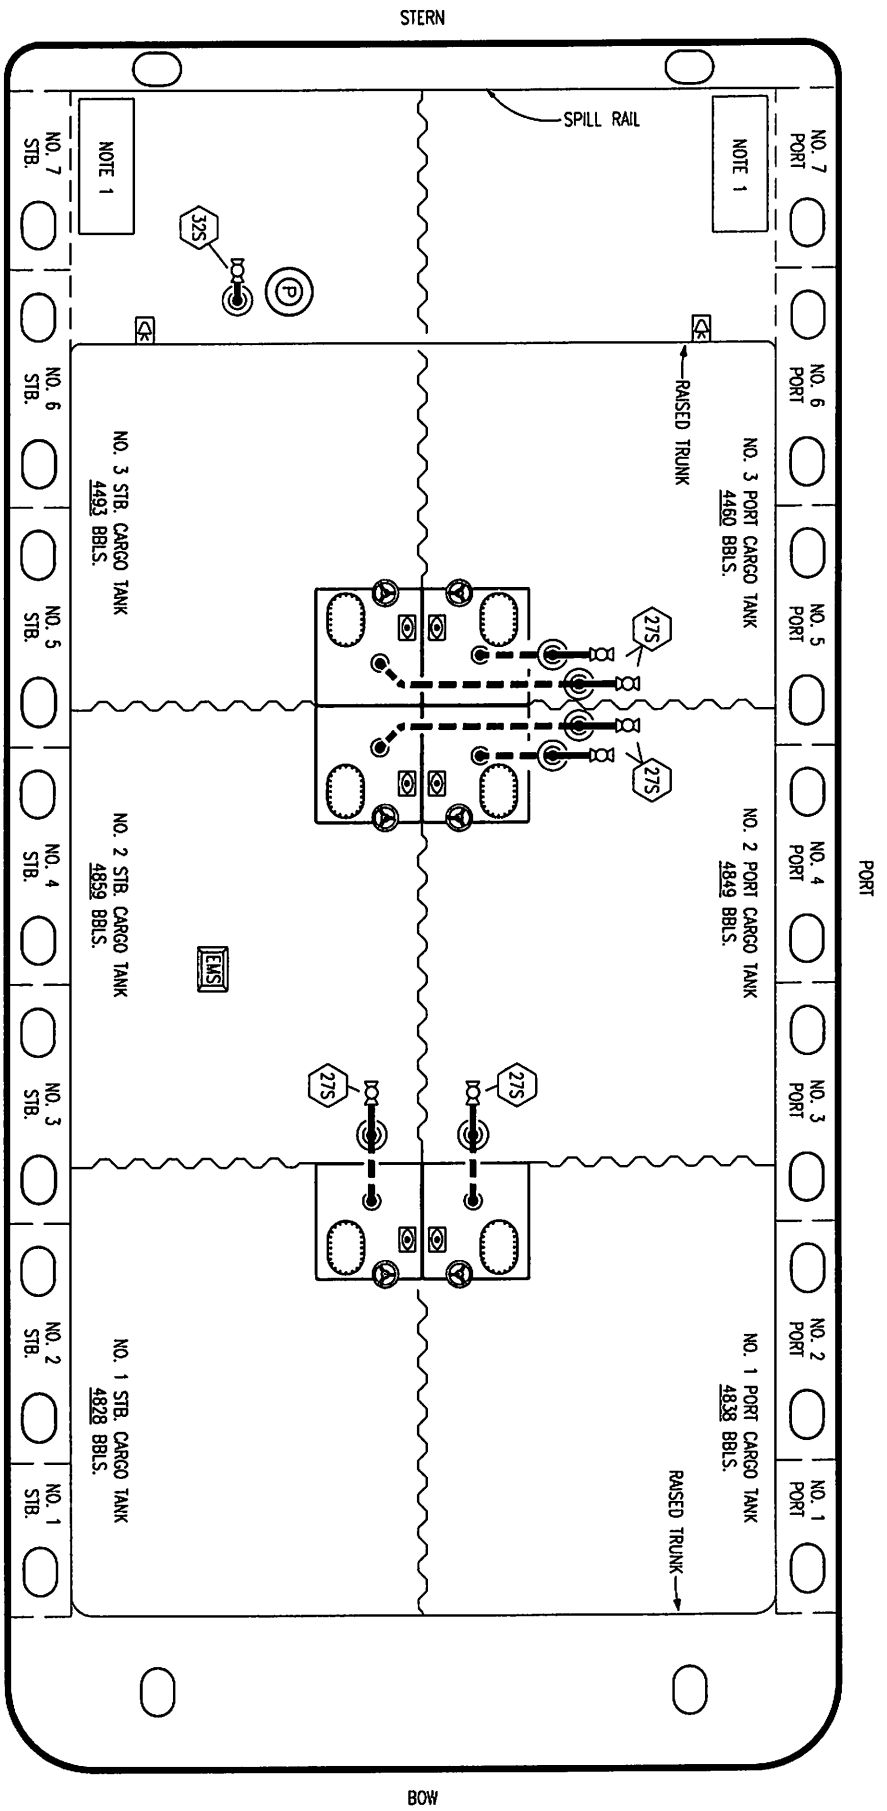 STERN
SPILL RAIL
NOTE 1
NOTE 1
NO. 7
PORT
NO. 7
STB.
32S
P
RAISED TRUNK
NO. 6
PORT
NO. 6
STB.
NO. 3 PORT CARGO TANK
4460 BBLS.
NO. 3 STB. CARGO TANK
4493 BBLS.
NO. 5
PORT
NO. 5
STB.
27S
27S
PORT
NO. 4
PORT
NO. 4
STB.
NO. 2 PORT CARGO TANK
4849 BBLS.
NO. 2 STB. CARGO TANK
4859 BBLS.
EMS
NO. 3
PORT
NO. 3
STB.
27S
27S
NO. 2
PORT
NO. 2
STB.
NO. 1 PORT CARGO TANK
4838 BBLS.
NO. 1 STB. CARGO TANK
4828 BBLS.
NO. 1
PORT
NO. 1
STB.
RAISED TRUNK
BOW